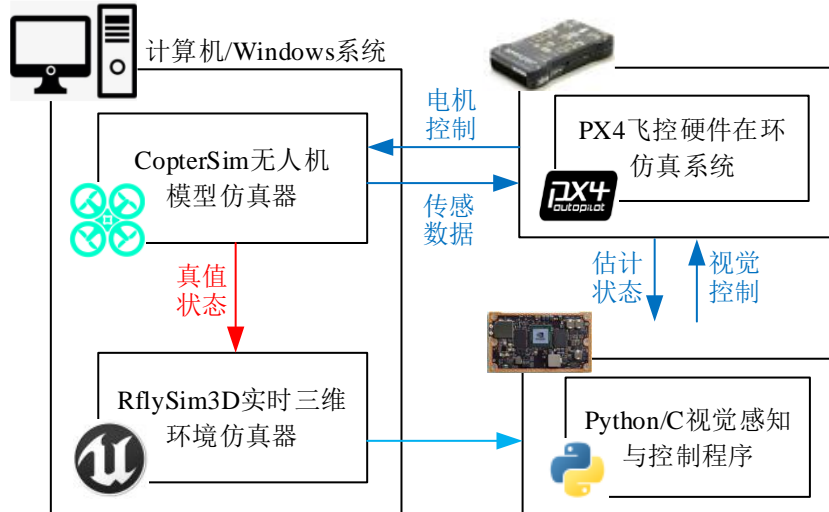 计算机/Windows系统
电机
控制
PX4飞控硬件在环
仿真系统
CopterSim无人机
模型仿真器
px4
autopilot
传感
数据
真值
状态
估计
状态
视觉
控制
RflySim3D实时三维
环境仿真器
Python/C视觉感知
与控制程序